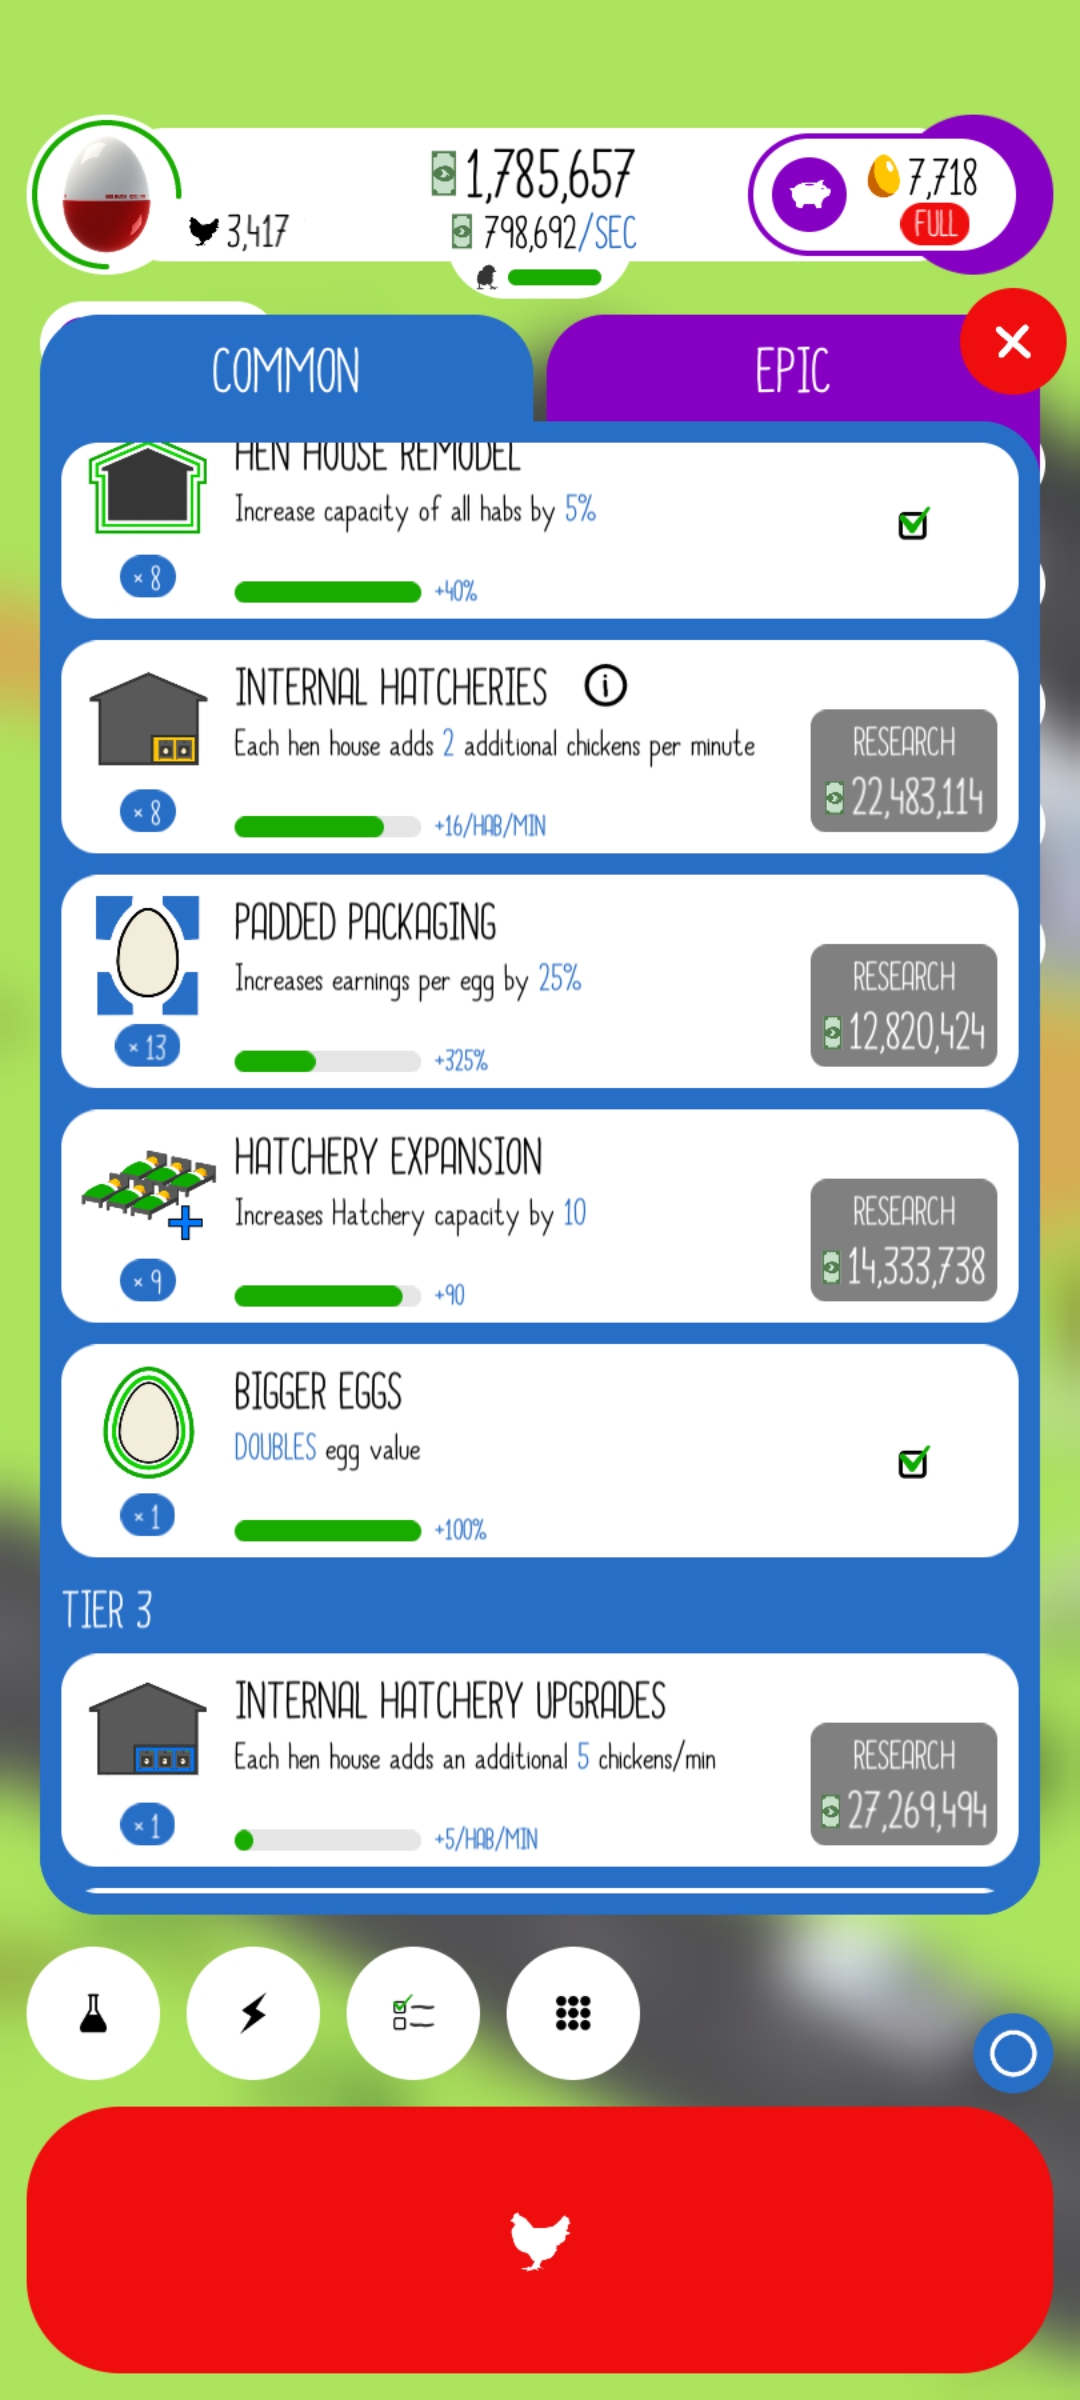 1,785,657
3,417
798,692/SEC
7,718
FULL
COMMON
EPIC
HEN HOUSE REMODEL
Increase capacity of all habs by 5%
× 8
+40%
INTERNAL HATCHERIES
Each hen house adds 2 additional chickens per minute
RESEARCH
22,483,114
× 8
+16/HAB/MIN
PADDED PACKAGING
Increases earnings per egg by 25%
RESEARCH
12,820,424
× 13
+325%
HATCHERY EXPANSION
Increases Hatchery capacity by 10
RESEARCH
14,333,738
× 9
+90
BIGGER EGGS
DOUBLES egg value
× 1
+100%
TIER 3
INTERNAL HATCHERY UPGRADES
Each hen house adds an additional 5 chickens/min
RESEARCH
27,269,494
× 1
+5/HAB/MIN